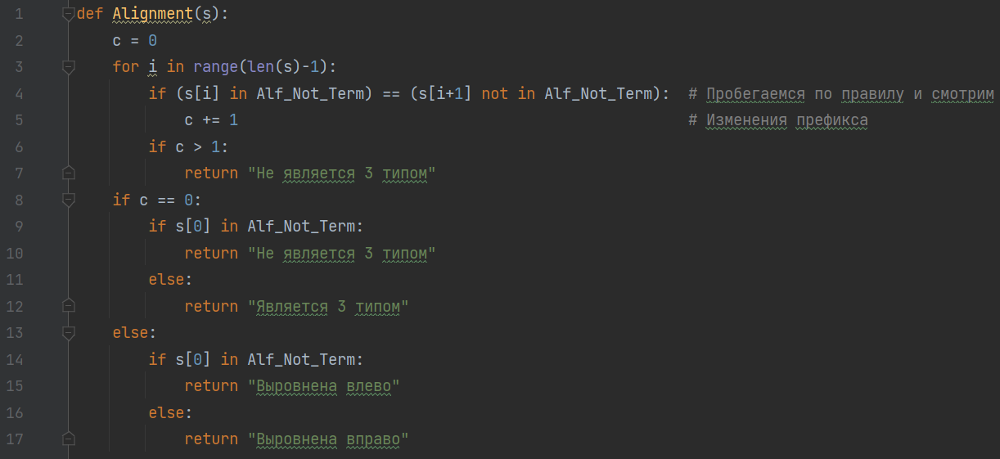 1 def Alignment(s):
2     c = 0
3     for i in range(len(s)-1):
4         if (s[i] in Alf_Not_Term) == (s[i+1] not in Alf_Not_Term):  # Пробегаемся по правилу и смотрим
5             c += 1                                                  # Изменения префикса
6         if c > 1:
7             return "Не является 3 типом"
8     if c == 0:
9         if s[0] in Alf_Not_Term:
10             return "Не является 3 типом"
11         else:
12             return "Является 3 типом"
13     else:
14         if s[0] in Alf_Not_Term:
15             return "Выровнена влево"
16         else:
17             return "Выровнена вправо"